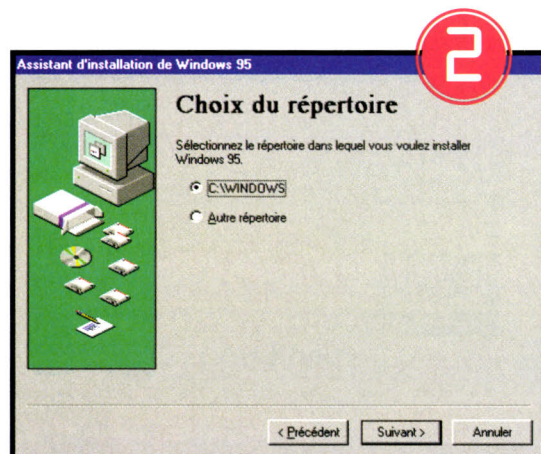 2
Assistant d'installation de Windows 95
Choix du répertoire
Sélectionnez le répertoire dans lequel vous voulez installer
Windows 95.
C:\WINDOWS
Autre répertoire
< Précédent
Suivant >
Annuler